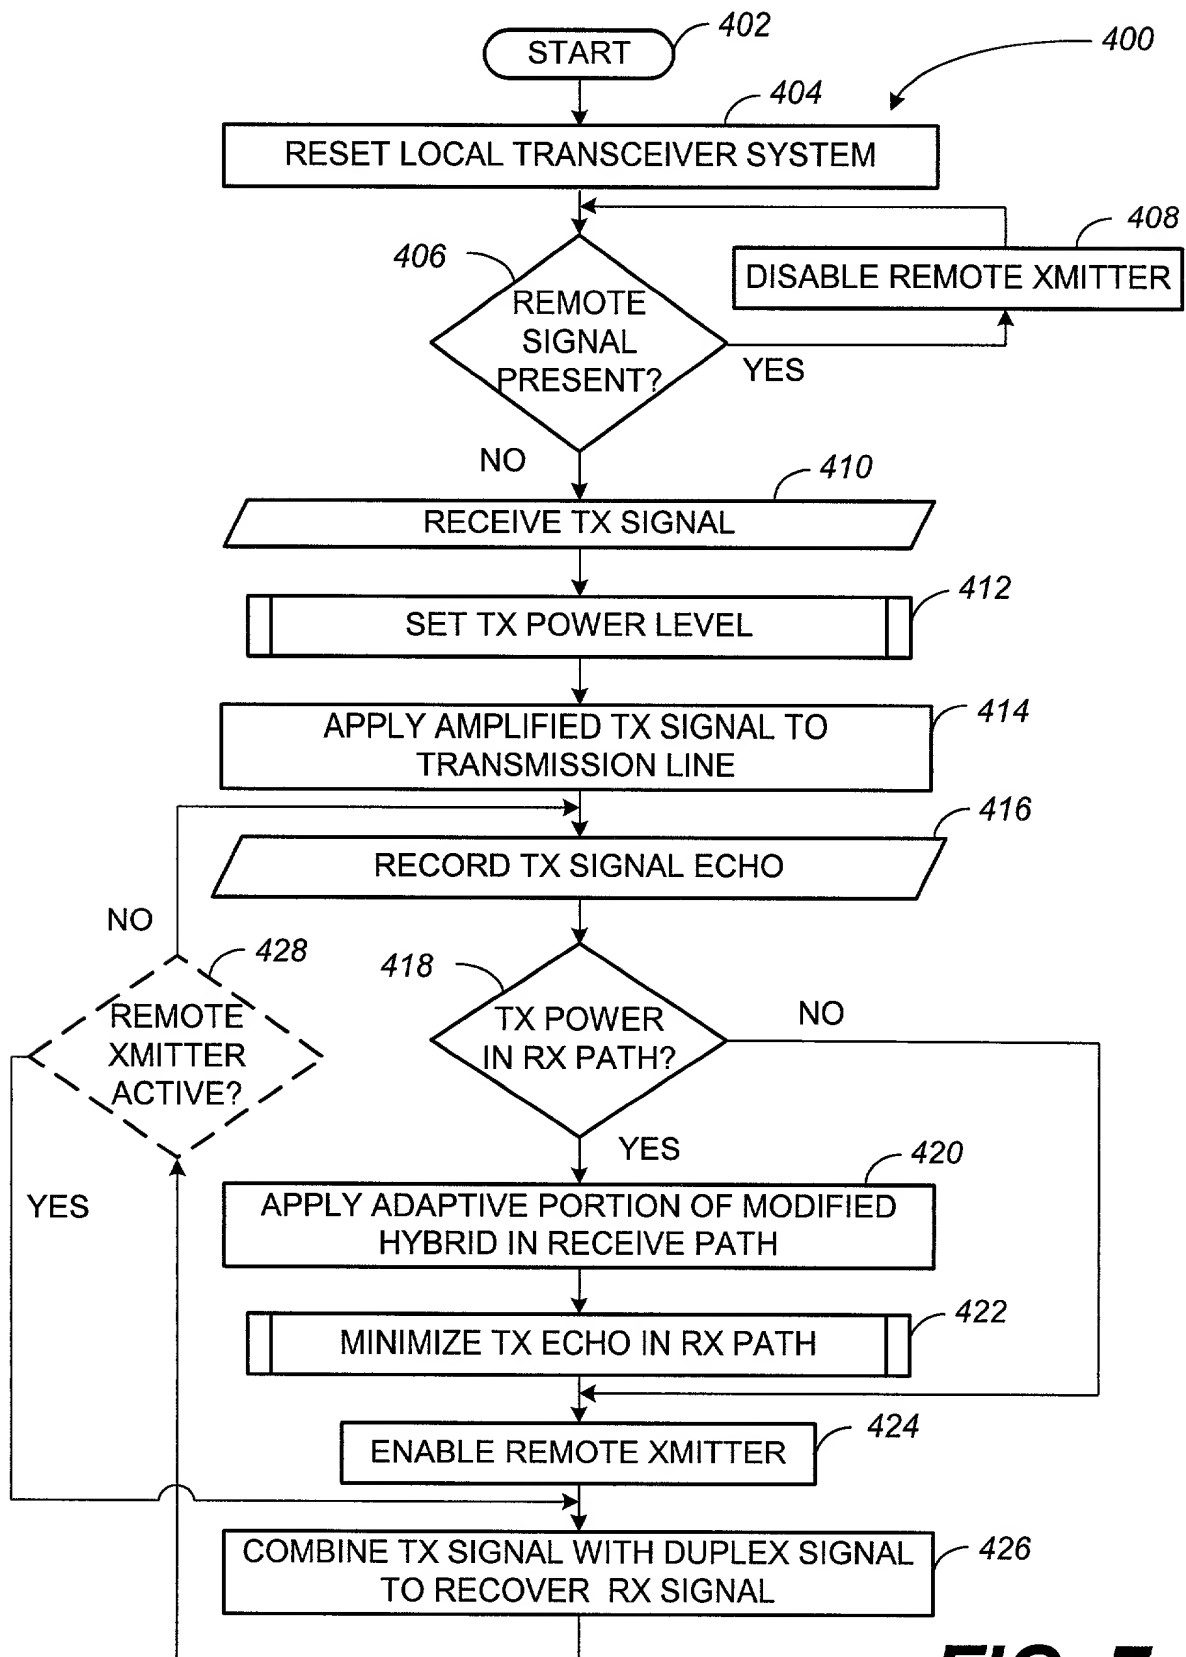 402
START
400
404
RESET LOCAL TRANSCEIVER SYSTEM
408
406
DISABLE REMOTE XMITTER
REMOTE
SIGNAL
PRESENT?
YES
NO
410
RECEIVE TX SIGNAL
412
SET TX POWER LEVEL
414
APPLY AMPLIFIED TX SIGNAL TO
TRANSMISSION LINE
416
RECORD TX SIGNAL ECHO
NO
428
418
REMOTE
XMITTER
ACTIVE?
TX POWER
IN RX PATH?
NO
YES
YES
420
APPLY ADAPTIVE PORTION OF MODIFIED
HYBRID IN RECEIVE PATH
422
MINIMIZE TX ECHO IN RX PATH
424
ENABLE REMOTE XMITTER
426
COMBINE TX SIGNAL WITH DUPLEX SIGNAL
TO RECOVER RX SIGNAL
FIG.